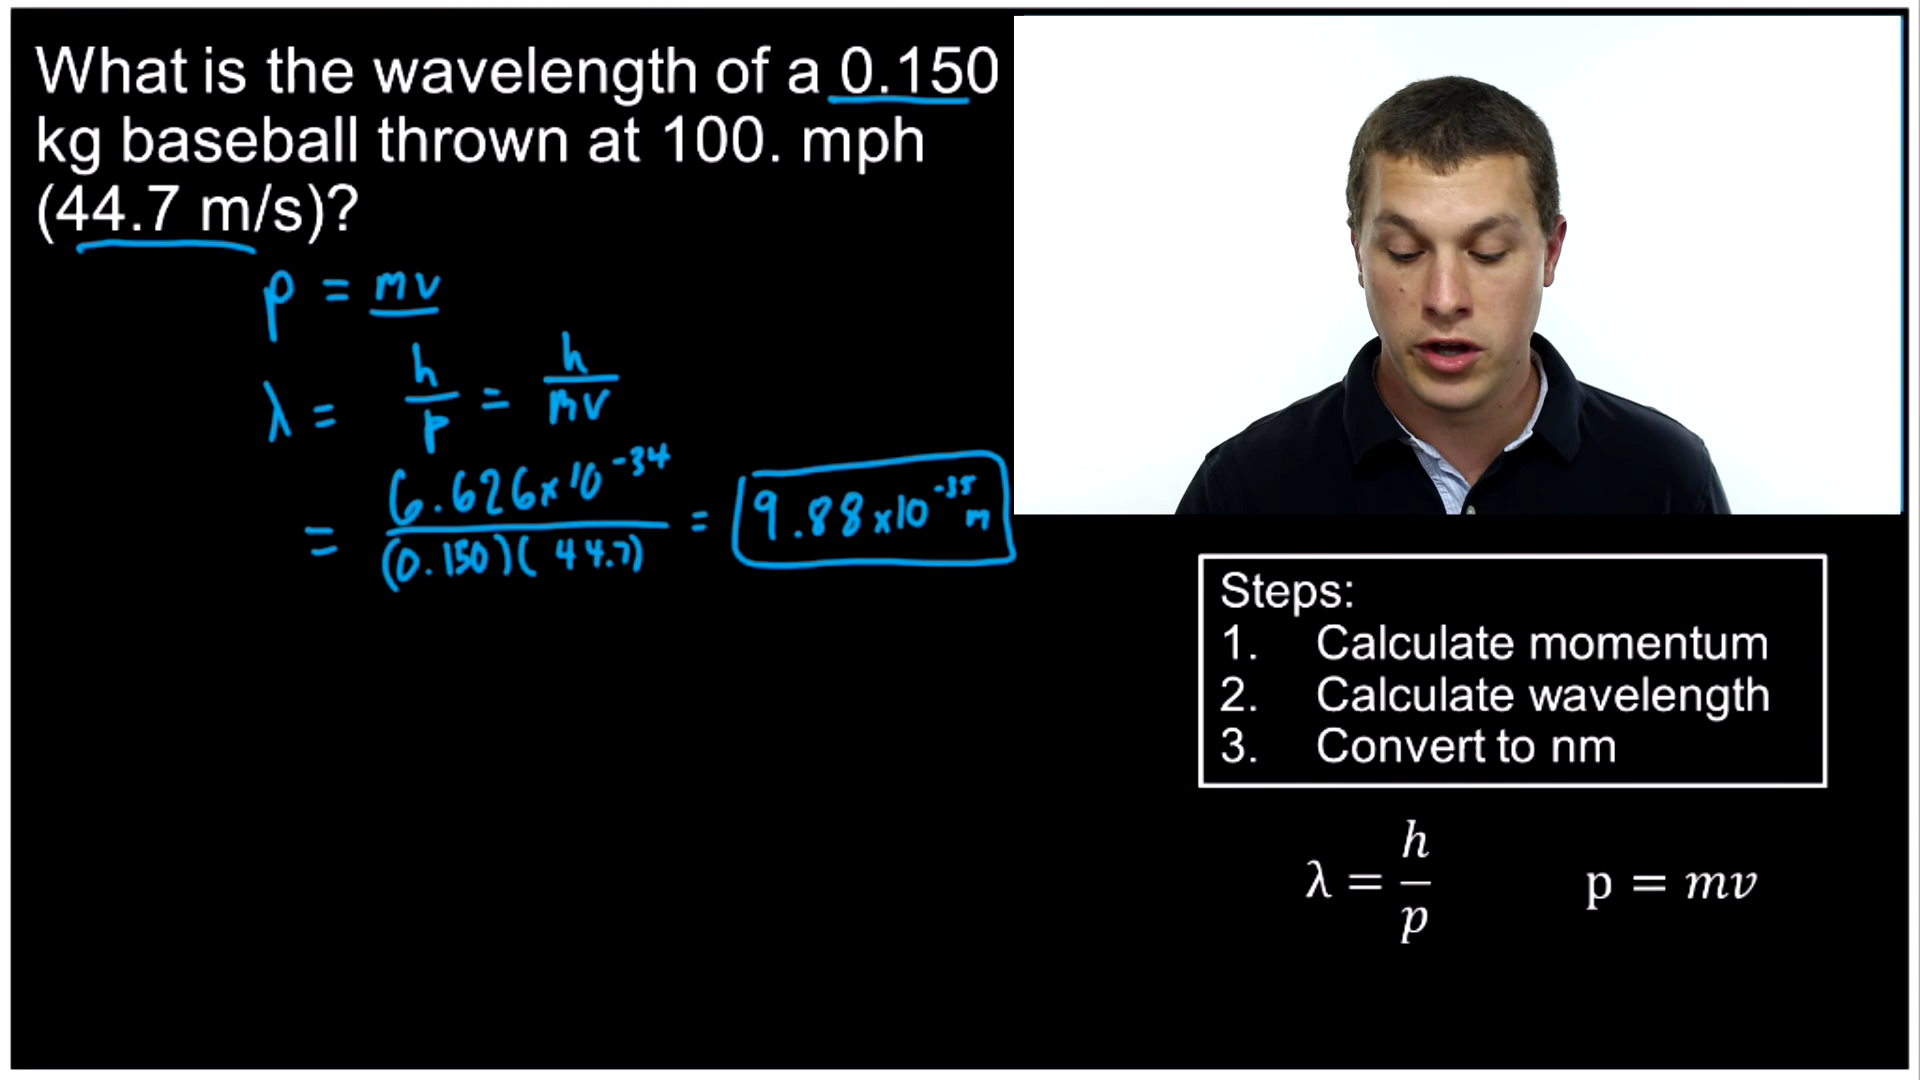 What is the wavelength of a 0.150
kg baseball thrown at 100. mph
(44.7 m/s)?
p = mv
λ = h/p = h/mv
= 6.626x10^-34/(0.150)(44.7) = 9.88x10^-35 m
Steps:
1. Calculate momentum
2. Calculate wavelength
3. Convert to nm
λ = h/p p = mv